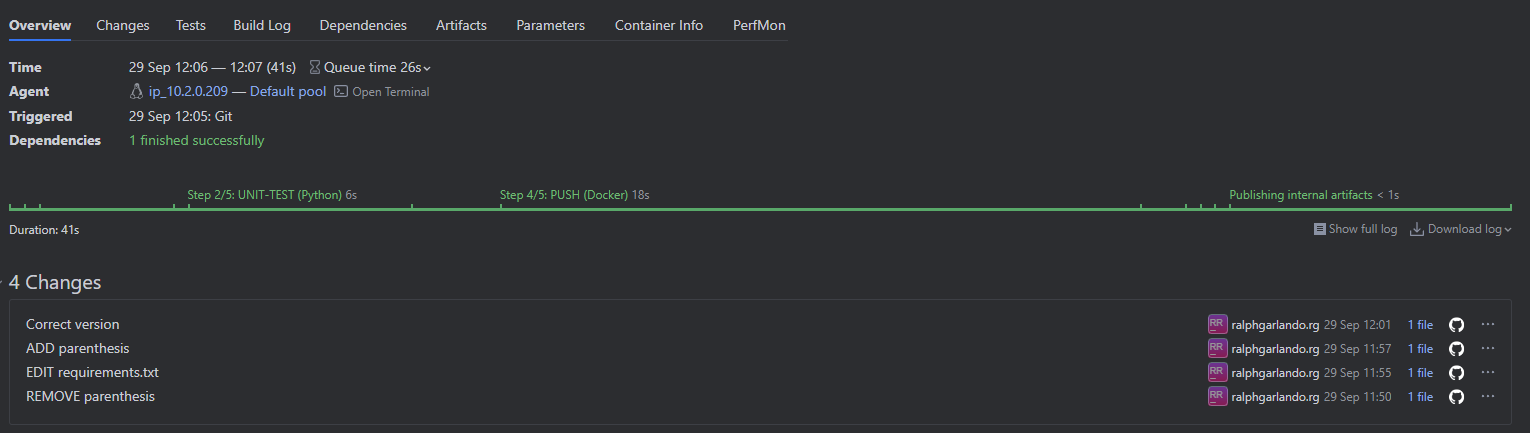 Overview Changes Tests Build Log Dependencies Artifacts Parameters Container Info PerfMon
Time 29 Sep 12:06 — 12:07 (41s) Queue time 26s
Agent ip_10.2.0.209 — Default pool Open Terminal
Triggered 29 Sep 12:05: Git
Dependencies 1 finished successfully
Step 2/5: UNIT-TEST (Python) 6s Step 4/5: PUSH (Docker) 18s Publishing internal artifacts < 1s
Duration: 41s Show full log Download log
4 Changes
Correct version RR ralphgarlando.rg 29 Sep 12:01 1 file ...
ADD parenthesis RR ralphgarlando.rg 29 Sep 11:57 1 file ...
EDIT requirements.txt RR ralphgarlando.rg 29 Sep 11:55 1 file ...
REMOVE parenthesis RR ralphgarlando.rg 29 Sep 11:50 1 file ...